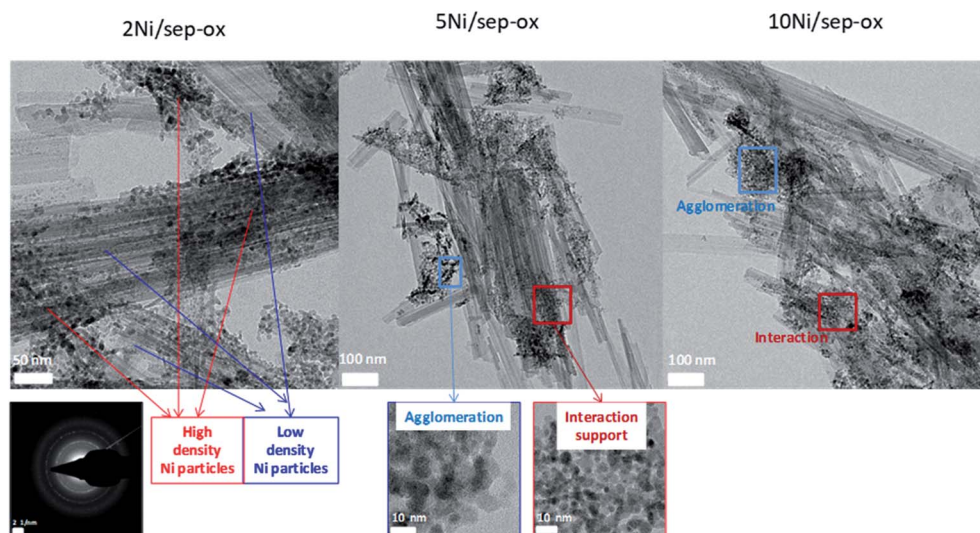 2Ni/sep-ox
5Ni/sep-ox
10Ni/sep-ox
Agglomeration
Interaction
50 nm
100 nm
100 nm
High
density
Ni particles
Low
density
Ni particles
Agglomeration
Interaction
support
2 1/nm
10 nm
10 nm